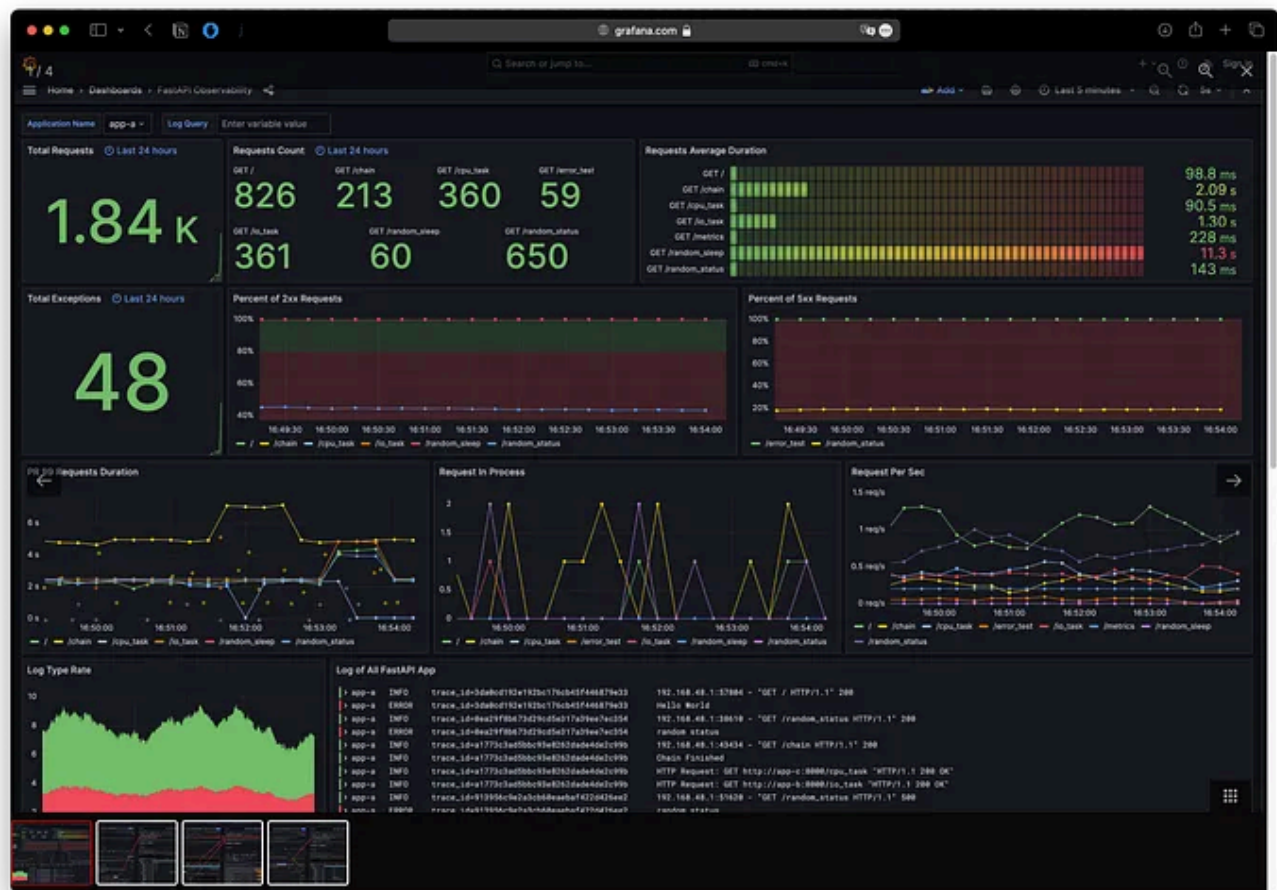 grafana.com
1 / 4
Search or jump to...
cmd+k
Sign in
Home > Dashboards > FastAPI Observability
Add
Last 5 minutes
5s
Application Name
app-a
Log Query
Enter variable value
Total Requests Last 24 hours
1.84 K
Requests Count Last 24 hours
GET / GET /chain GET /cpu_task GET /error_test
826 213 360 59
GET /io_task GET /random_sleep GET /random_status
361 60 650
Requests Average Duration
GET / 98.8 ms
GET /chain 2.09 s
GET /cpu_task 90.5 ms
GET /io_task 1.30 s
GET /metrics 228 ms
GET /random_sleep 11.3 s
GET /random_status 143 ms
Total Exceptions Last 24 hours
48
Percent of 2xx Requests
100%
80%
60%
40%
16:49:30 16:50:00 16:50:30 16:51:00 16:51:30 16:52:00 16:52:30 16:53:00 16:53:30 16:54:00
/ /chain /cpu_task /io_task /random_sleep /random_status
Percent of 5xx Requests
100%
80%
60%
40%
20%
16:49:30 16:50:00 16:50:30 16:51:00 16:51:30 16:52:00 16:52:30 16:53:00 16:53:30 16:54:00
/error_test /random_status
PR 99 Requests Duration
6 s
4 s
2 s
0 s
16:50:00 16:51:00 16:52:00 16:53:00 16:54:00
/ /chain /cpu_task /io_task /random_sleep /random_status
Request In Process
2
1.5
1
0.5
0
16:50:00 16:51:00 16:52:00 16:53:00 16:54:00
/ /chain /cpu_task /error_test /io_task /random_sleep /random_status
Request Per Sec
1.5 req/s
1 req/s
0.5 req/s
0 req/s
16:50:00 16:51:00 16:52:00 16:53:00 16:54:00
/ /chain /cpu_task /error_test /io_task /metrics /random_sleep
/random_status
Log Type Rate
10
8
6
4
2
Log of All FastAPI App
app-a INFO 192.168.48.1:57804 - "GET / HTTP/1.1" 200
app-a ERROR Hello World
app-a INFO "GET /random_status HTTP/1.1" 200
app-a ERROR random status
app-a INFO 192.168.48.1:43434 - "GET /chain HTTP/1.1" 200
app-a INFO Chain Finished
app-a INFO HTTP Request: GET http://app-c:8000/cpu_task "HTTP/1.1 200 OK"
app-a INFO HTTP Request: GET http://app-b:8000/io_task "HTTP/1.1 200 OK"
app-a INFO 192.168.48.1:51620 - "GET /random_status HTTP/1.1" 500
app-a ERROR random status